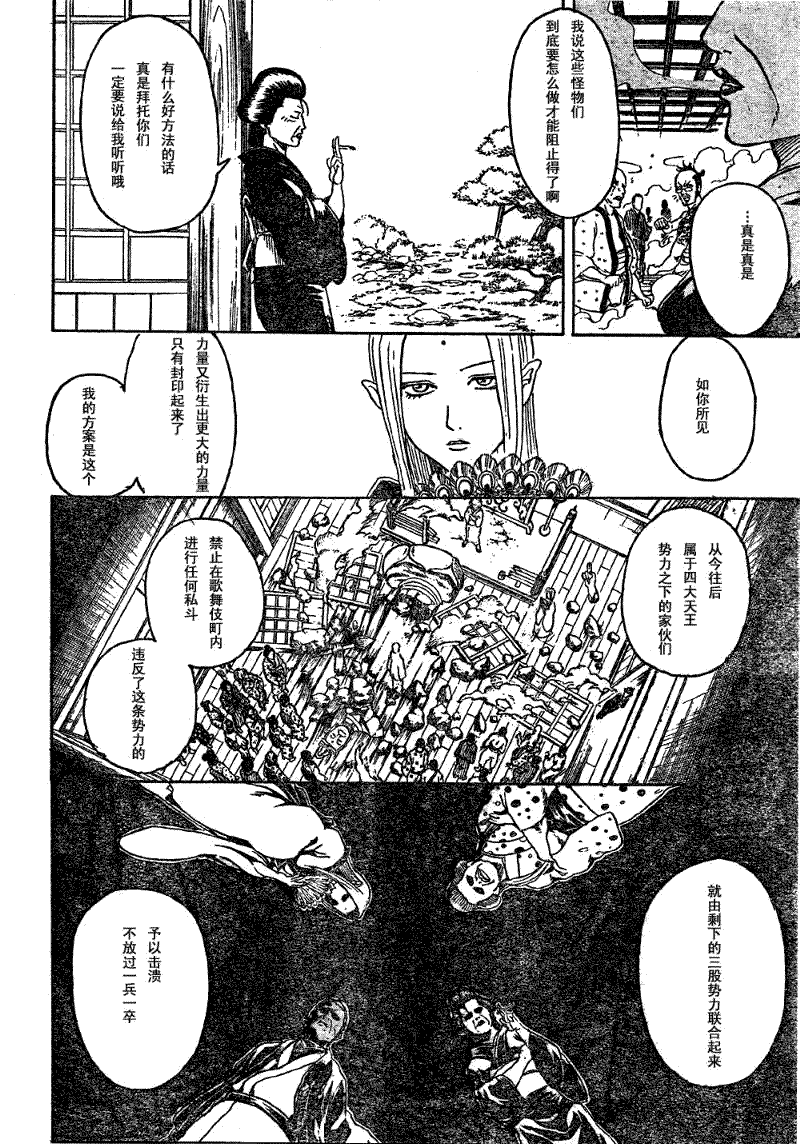 …真是真是
我说这些怪物们
到底要怎么做才能阻止得了啊
有什么好方法的话
真是拜托你们
一定要说给我听听哦
如你所见
力量又衍生出更大的力量
只有封印起来了
我的方案是这个
从今往后
属于四大天王
势力之下的家伙们
禁止在歌舞伎町内
进行任何私斗
违反了这条势力的
就由剩下的三股势力联合起来
予以击溃
不放过一兵一卒